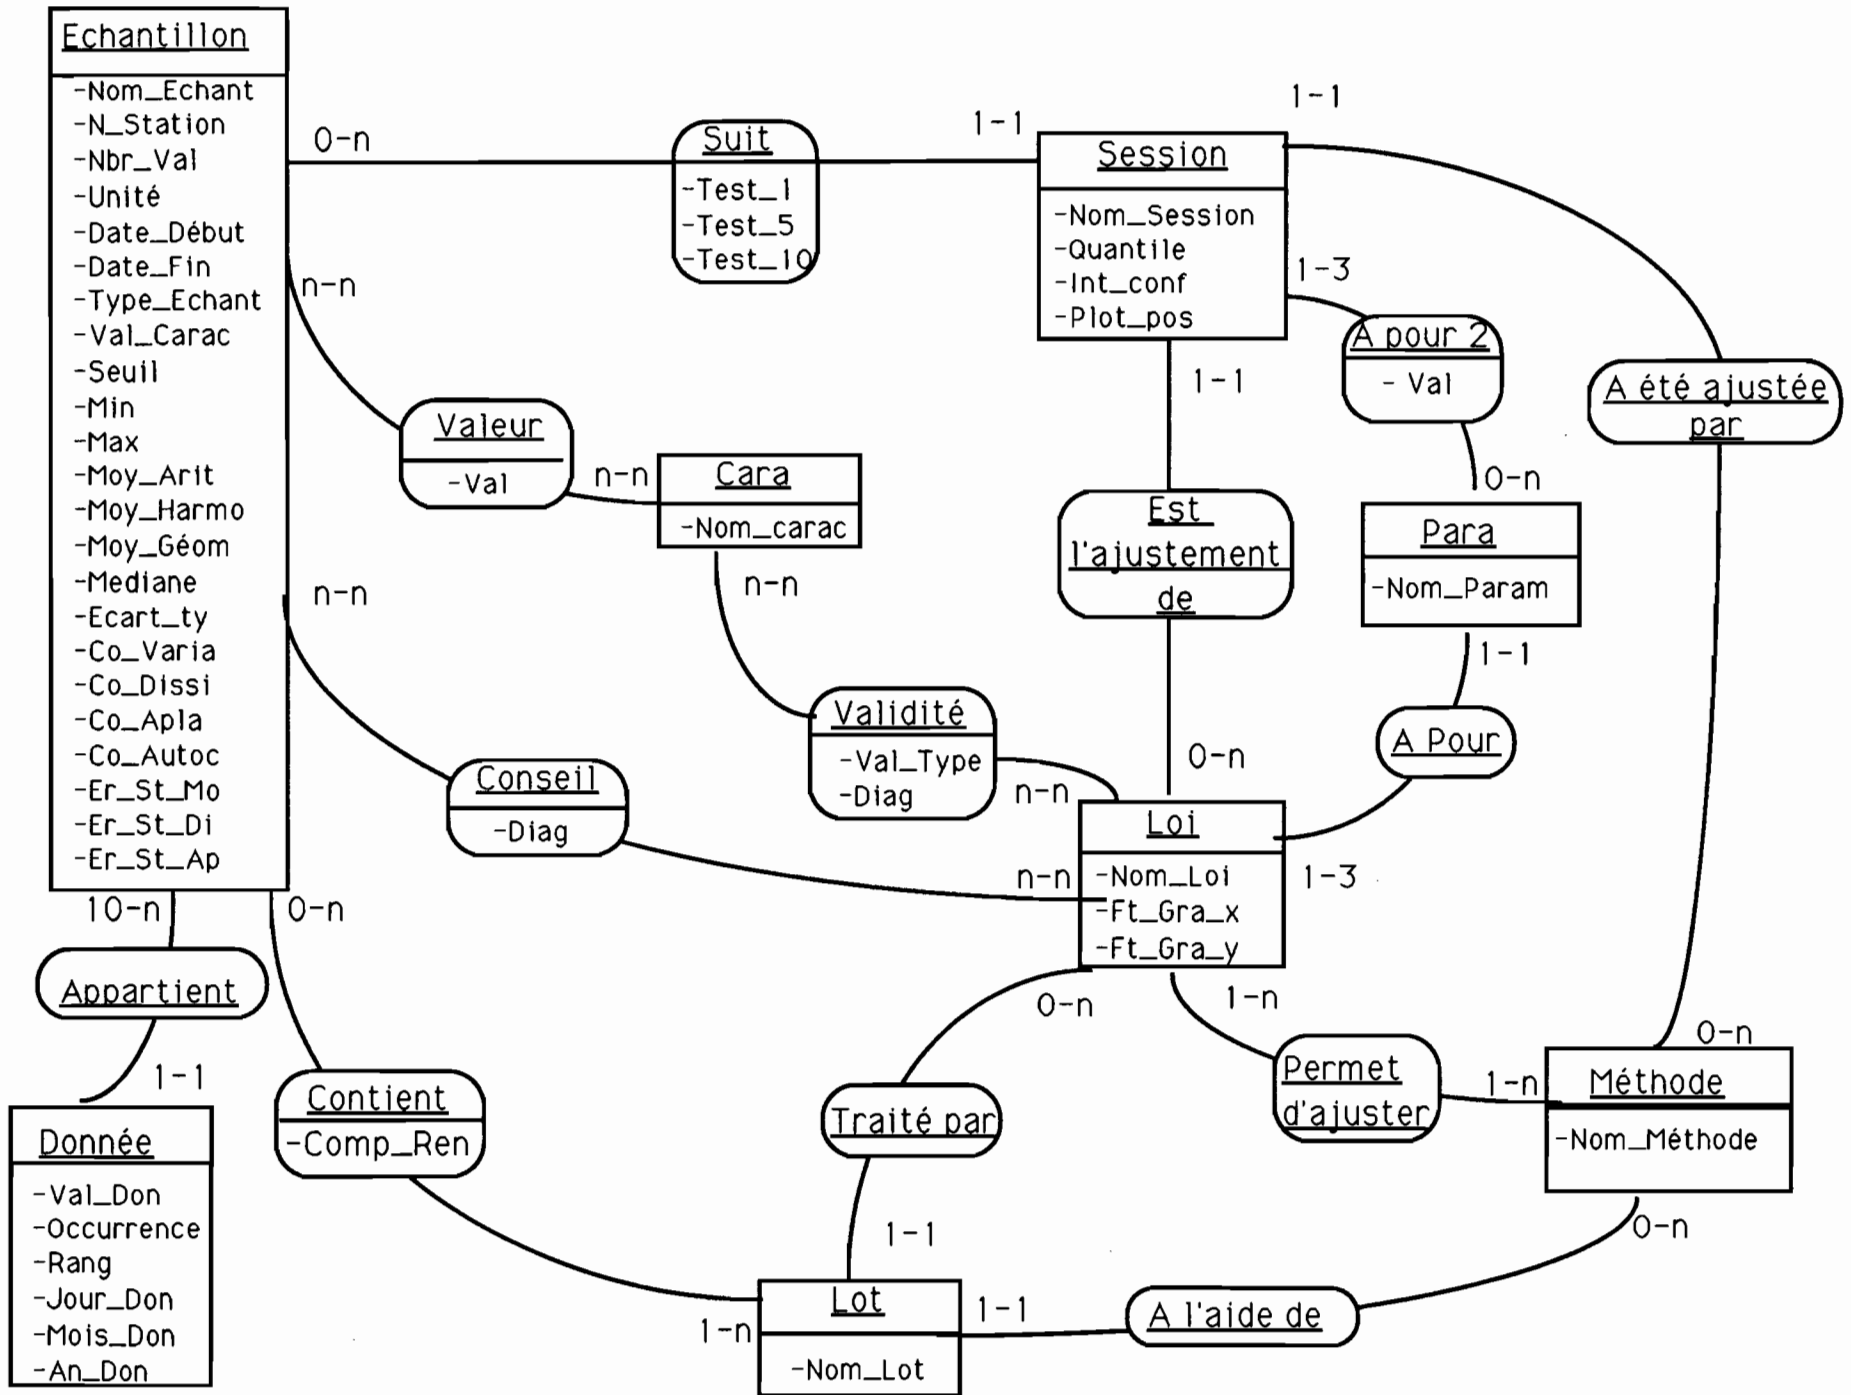 Echantillon
-Nom_Echant
-N_Station
-Nbr_Val
-Unité
-Date_Début
-Date_Fin
-Type_Echant
-Val_Carac
-Seuil
-Min
-Max
-Moy_Arit
-Moy_Harmo
-Moy_Géom
-Mediane
-Ecart_ty
-Co_Varia
-Co_Dissi
-Co_Apla
-Co_Autoc
-Er_St_Mo
-Er_St_Di
-Er_St_Ap
0-n
Suit
-Test_1
-Test_5
-Test_10
1-1
Session
-Nom_Session
-Quantile
-Int_conf
-Plot_pos
1-1
1-3
A pour 2
- Val
0-n
A été ajustée
par
n-n
Valeur
-Val
n-n
Cara
-Nom_carac
n-n
1-1
Est
l'ajustement
de
0-n
Para
-Nom_Param
1-1
A Pour
1-3
n-n
Conseil
-Diag
n-n
Validité
-Val_Type
-Diag
n-n
Loi
-Nom_Loi
-Ft_Gra_x
-Ft_Gra_y
10-n
Appartient
1-1
Donnée
-Val_Don
-Occurrence
-Rang
-Jour_Don
-Mois_Don
-An_Don
0-n
Contient
-Comp_Ren
1-n
0-n
Traité par
1-1
Lot
-Nom_Lot
1-n
Permet
d'ajuster
1-n
0-n
Méthode
-Nom_Méthode
0-n
1-1
A l'aide de